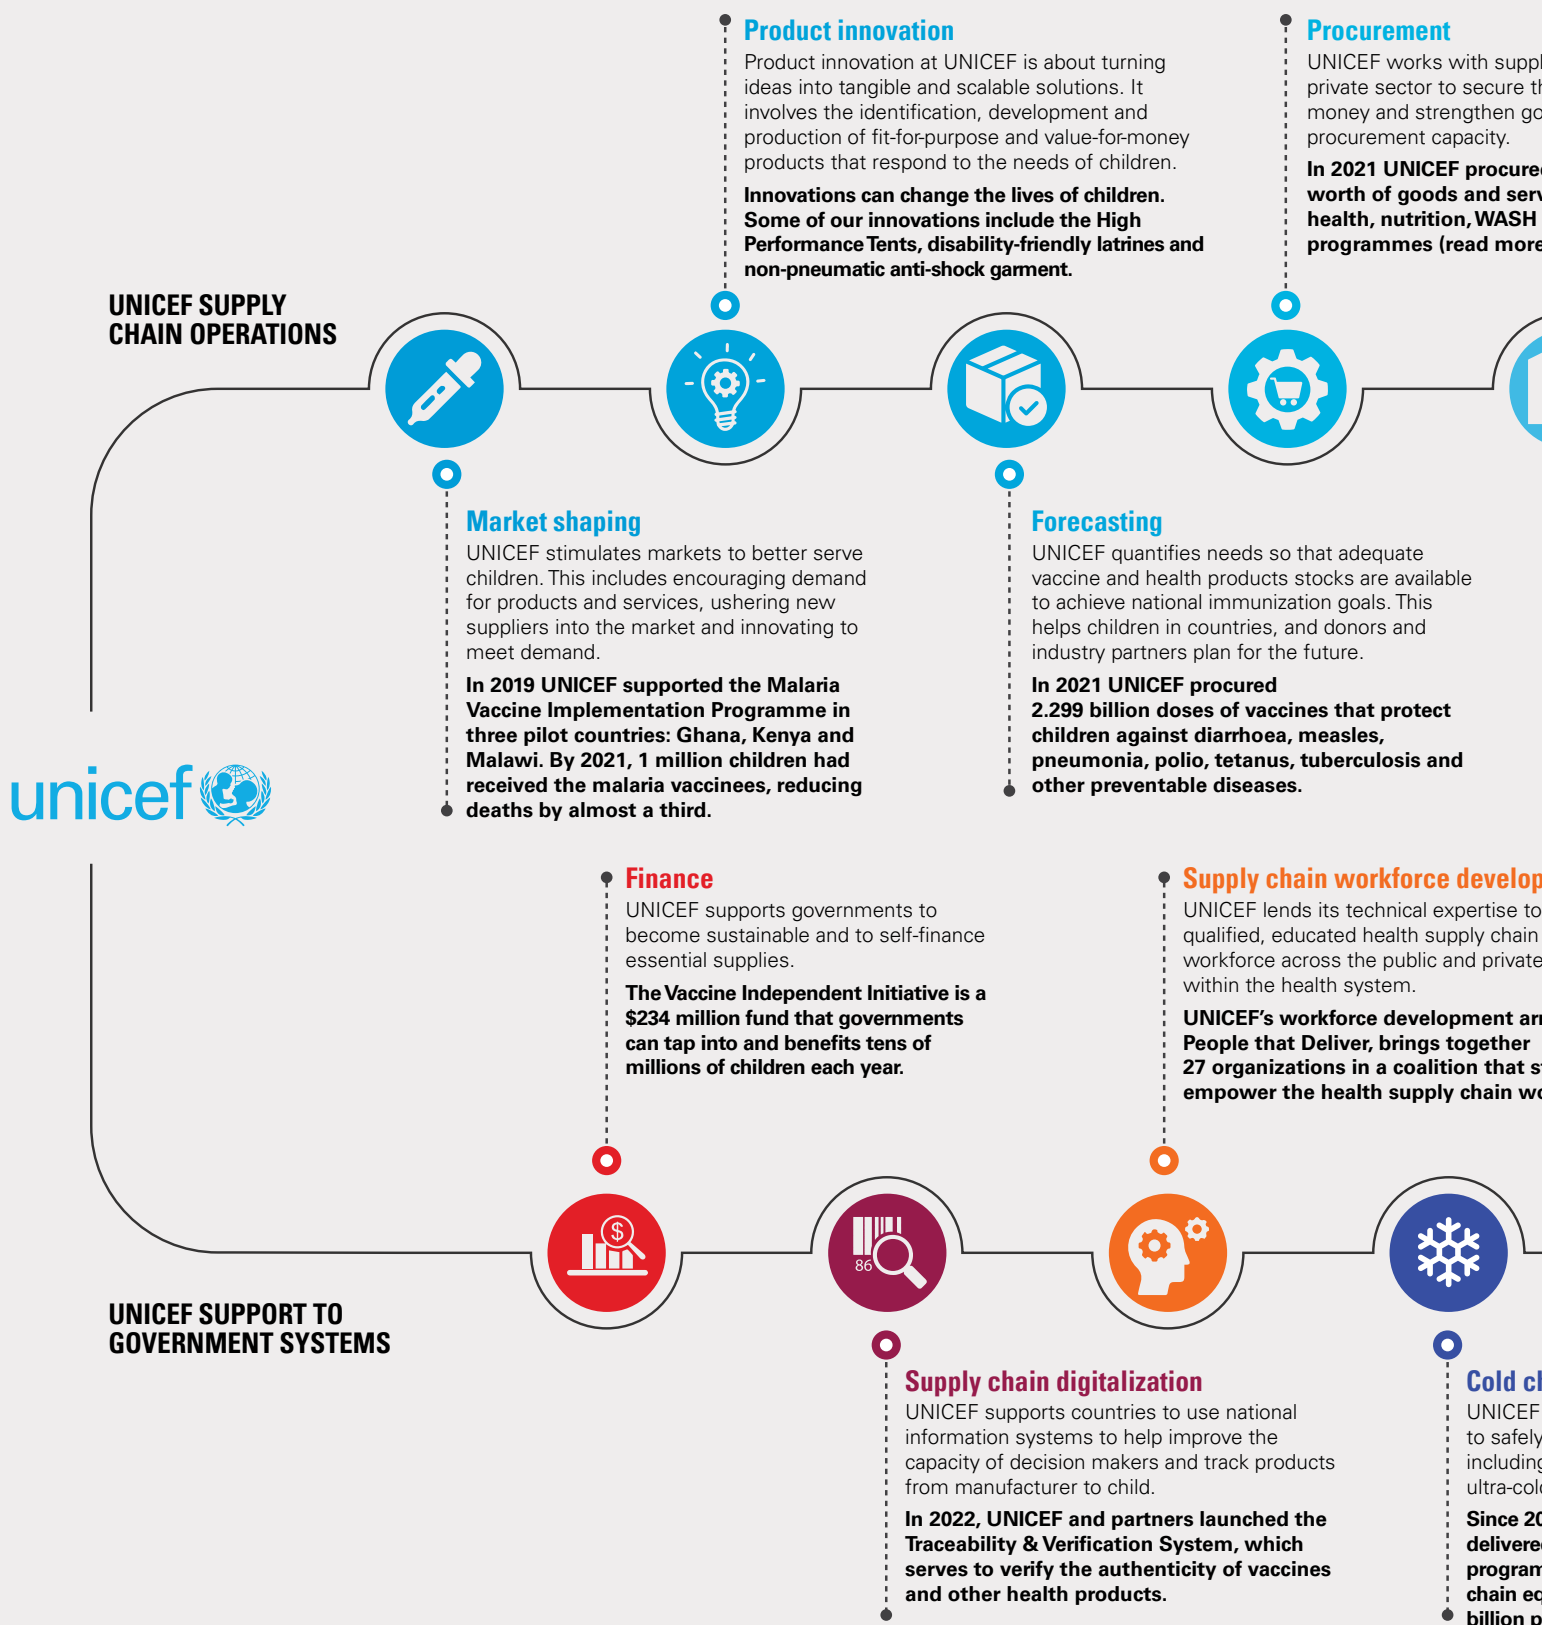 Product innovation
Product innovation at UNICEF is about turning
ideas into tangible and scalable solutions. It
involves the identification, development and
production of fit-for-purpose and value-for-money
products that respond to the needs of children.
Innovations can change the lives of children.
Some of our innovations include the High
Performance Tents, disability-friendly latrines and
non-pneumatic anti-shock garment.
Procurement
UNICEF works with
private sector to secure
money and strengthen
procurement capacity.
In 2021 UNICEF
worth of goods and
health, nutrition, WASH
programmes (read more
UNICEF SUPPLY
CHAIN OPERATIONS
Market shaping
UNICEF stimulates markets to better serve
children. This includes encouraging demand
for products and services, ushering new
suppliers into the market and innovating to
meet demand.
In 2019 UNICEF supported the Malaria
Vaccine Implementation Programme in
three pilot countries: Ghana, Kenya and
Malawi. By 2021, 1 million children had
received the malaria vaccinees, reducing
deaths by almost a third.
Forecasting
UNICEF quantifies needs so that adequate
vaccine and health products stocks are available
to achieve national immunization goals. This
helps children in countries, and donors and
industry partners plan for the future.
In 2021 UNICEF procured
2.299 billion doses of vaccines that protect
children against diarrhoea, measles,
pneumonia, polio, tetanus, tuberculosis and
other preventable diseases.
unicef
Finance
UNICEF supports governments to
become sustainable and to self-finance
essential supplies.
The Vaccine Independent Initiative is a
$234 million fund that governments
can tap into and benefits tens of
millions of children each year.
Supply chain workforce
UNICEF lends its technical expertise to
qualified, educated health supply chain
workforce across the public and private
within the health system.
UNICEF's workforce development
People that Deliver, brings together
27 organizations in a coalition that
empower the health supply chain
$
86
UNICEF SUPPORT TO
GOVERNMENT SYSTEMS
Supply chain digitalization
UNICEF supports countries to use national
information systems to help improve the
capacity of decision makers and track products
from manufacturer to child.
In 2022, UNICEF and partners launched the
Traceability & Verification System, which
serves to verify the authenticity of vaccines
and other health products.
Cold
UNICEF
to safely
including
Since
chain
billion